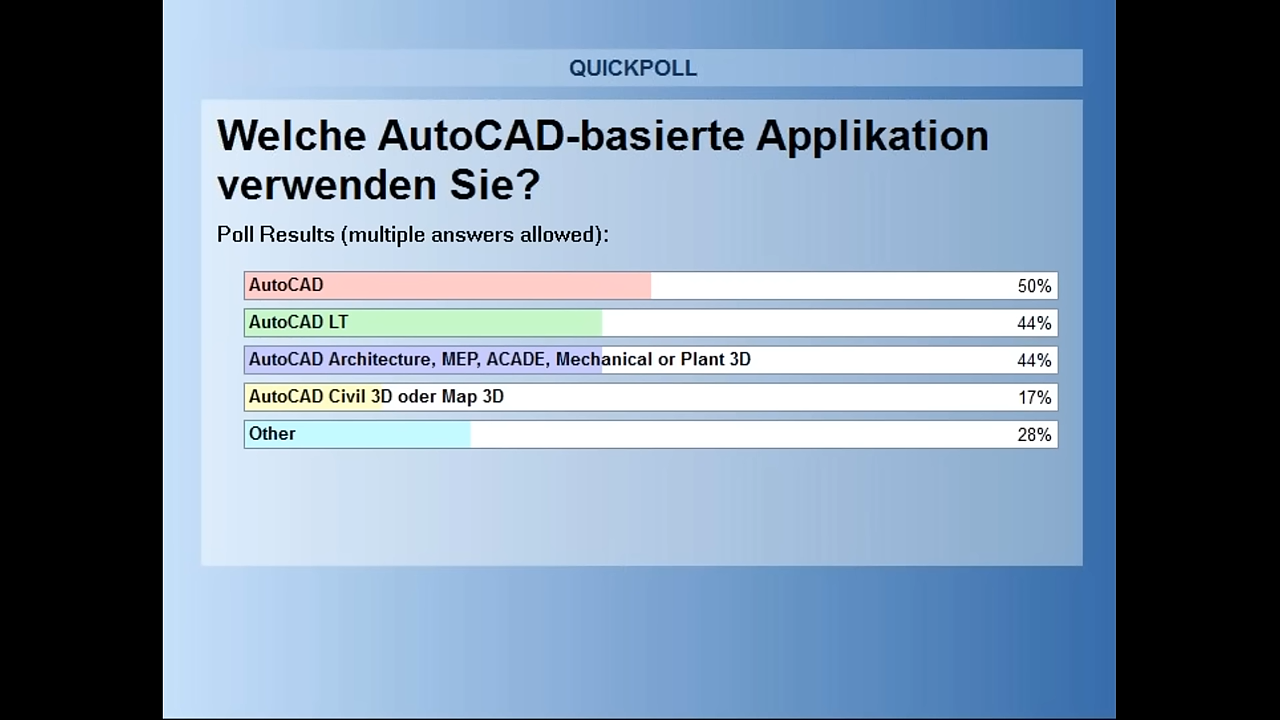 QUICKPOLL
Welche AutoCAD-basierte Applikation
verwenden Sie?
Poll Results (multiple answers allowed):
AutoCAD 50%
AutoCAD LT 44%
AutoCAD Architecture, MEP, ACADE, Mechanical or Plant 3D 44%
AutoCAD Civil 3D oder Map 3D 17%
Other 28%